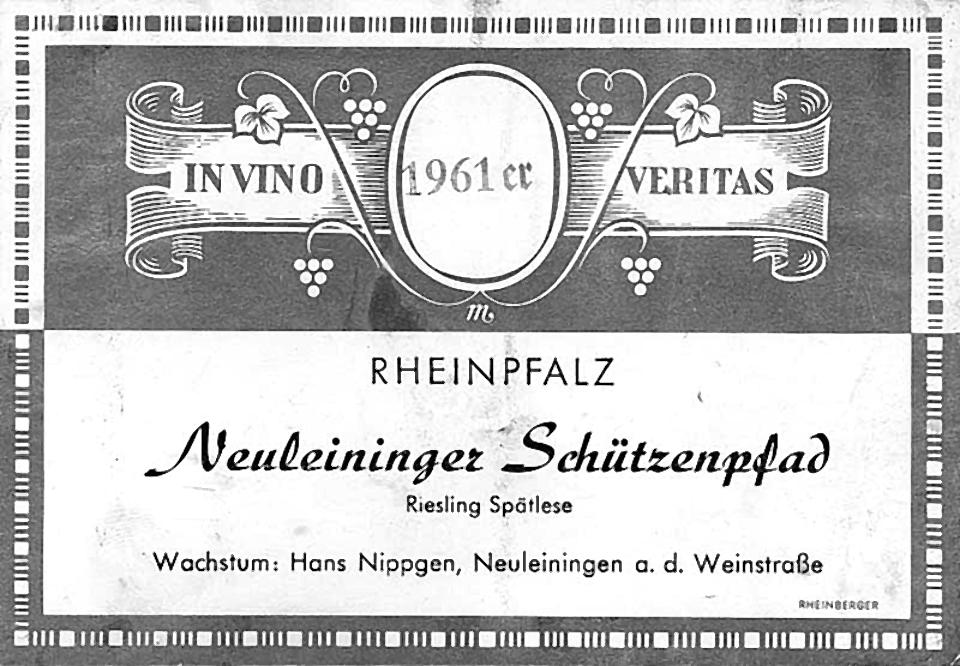 IN VINO 1961er VERITAS
m
RHEINPFALZ
Neuleininger Schützenpfad
Riesling Spätlese
Wachstum: Hans Nippgen, Neuleiningen a. d. Weinstraße
RHEINBERGER